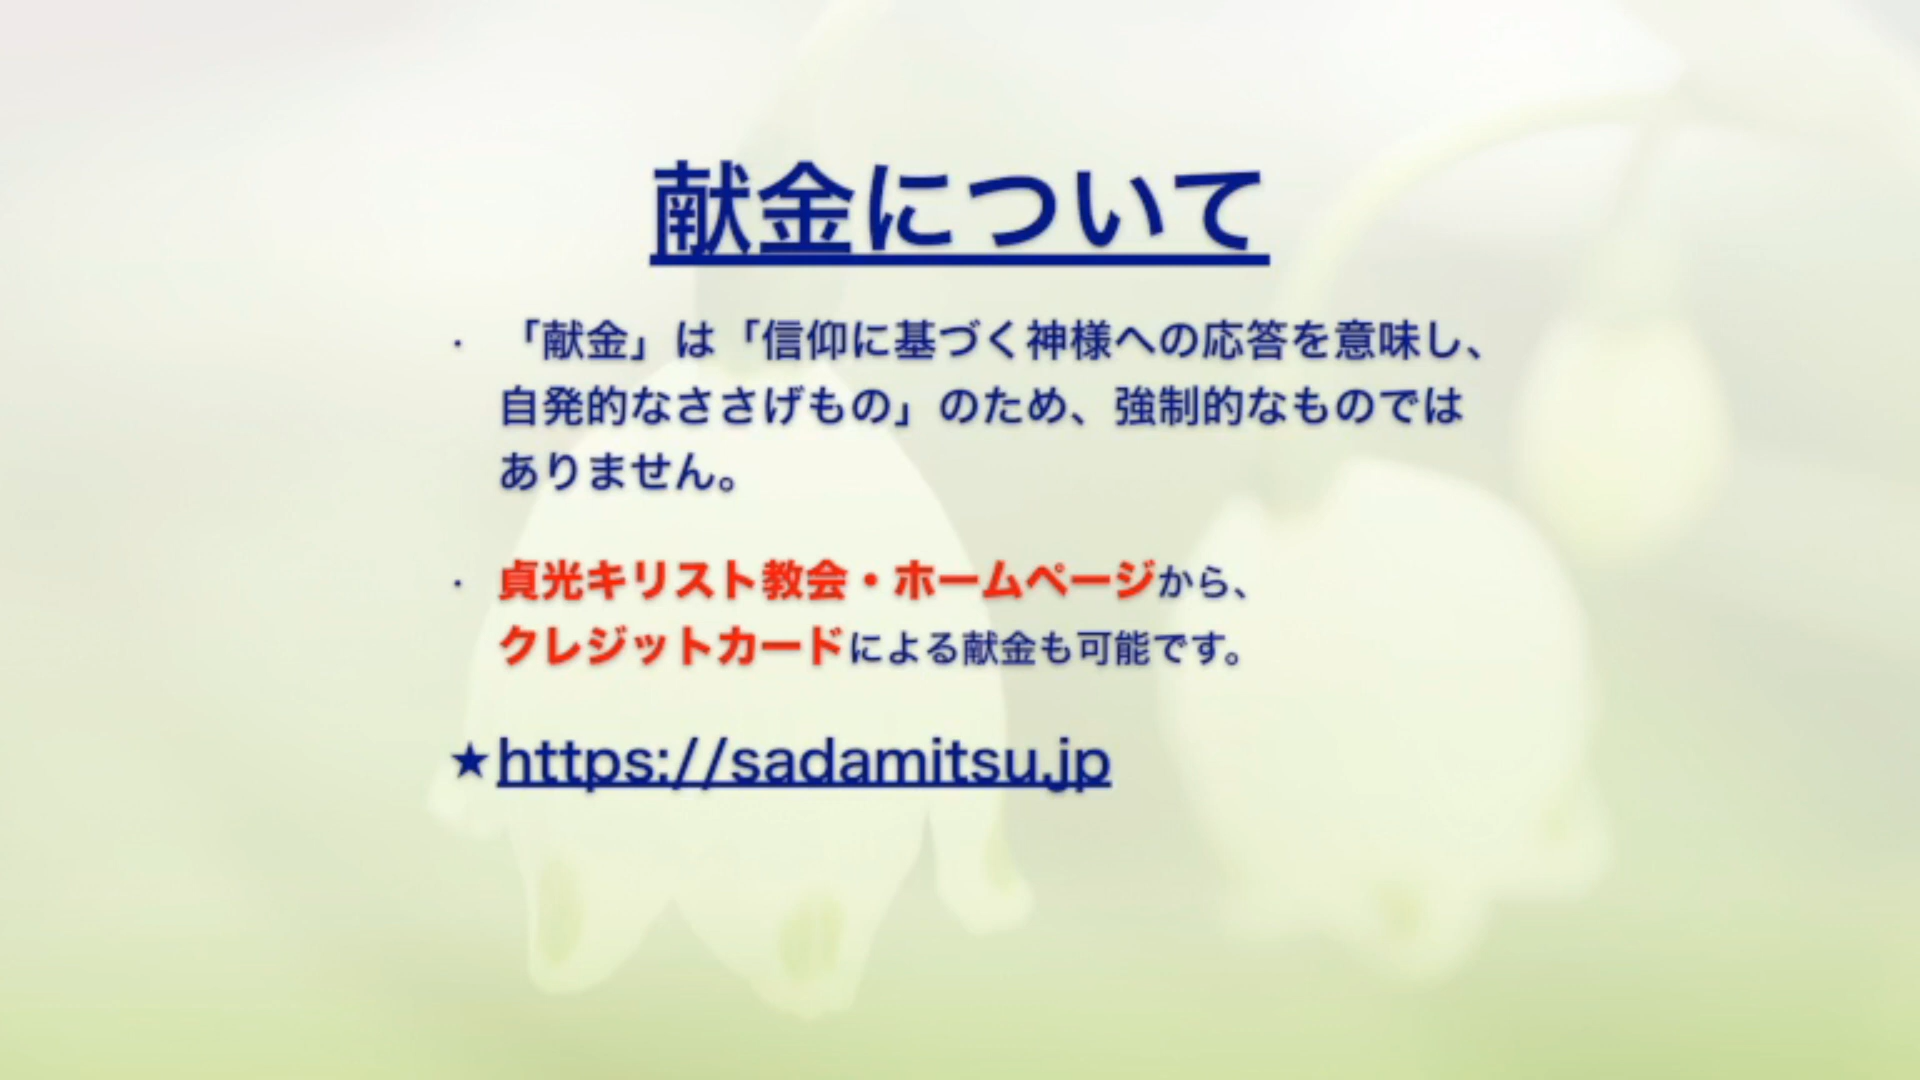 献金について
・「献金」は「信仰に基づく神様への応答を意味し、
自発的なささげもの」のため、強制的なものでは
ありません。
・貞光キリスト教会・ホームページから、
クレジットカードによる献金も可能です。
★https://sadamitsu.jp